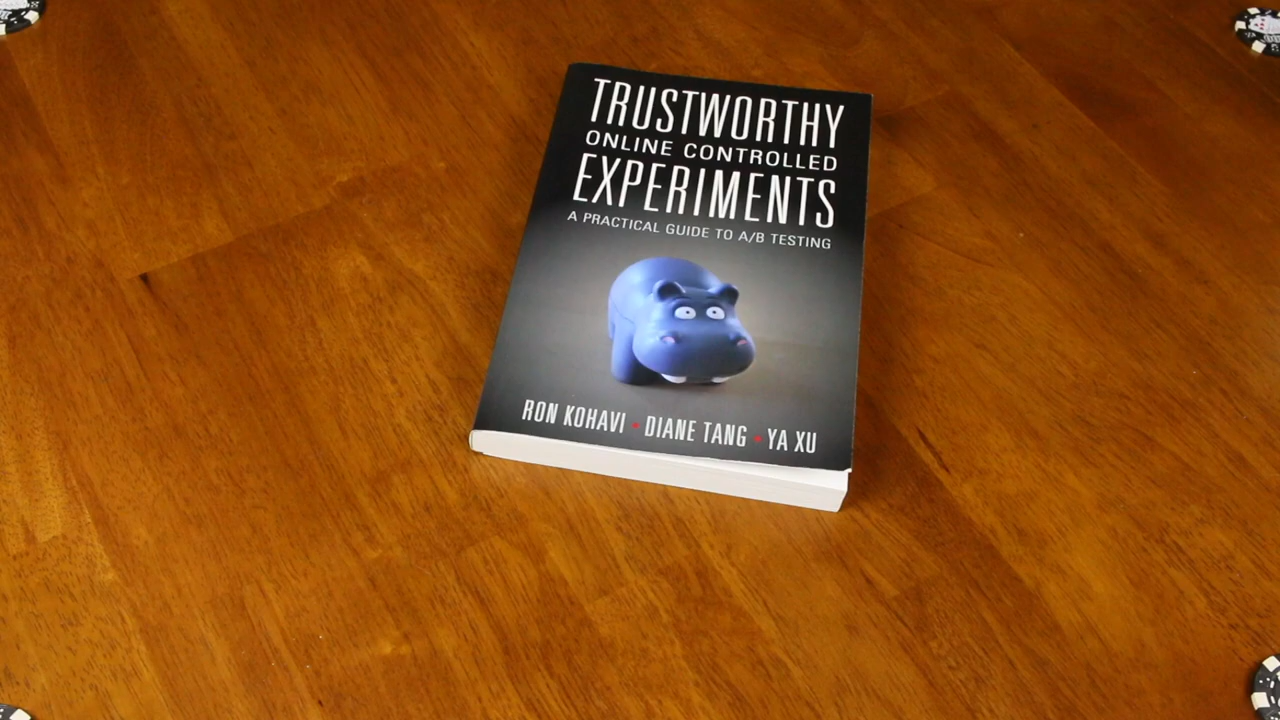 TRUSTWORTHY
ONLINE CONTROLLED
EXPERIMENTS
A PRACTICAL GUIDE TO A/B TESTING
RON KOHAVI • DIANE TANG • YA XU